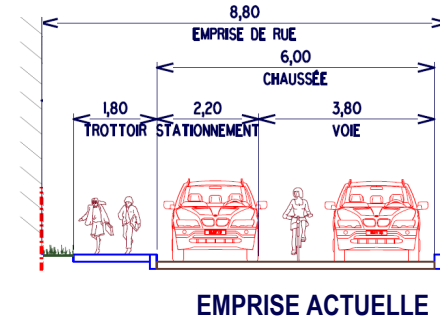 8,80
EMPRISE DE RUE
6,00
CHAUSSÉE
1,80 2,20 3,80
TROTTOIR STATIONNEMENT VOIE
EMPRISE ACTUELLE